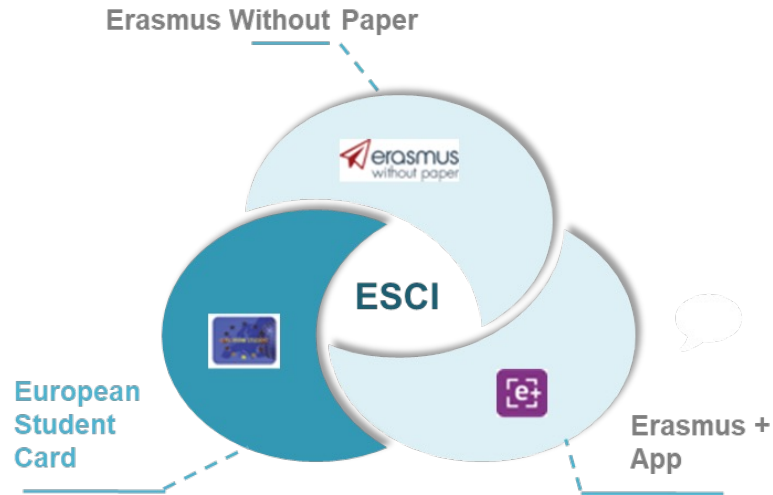 Erasmus Without Paper
erasmus
without paper
ESCI
e+
European
Student
Card
Erasmus +
App